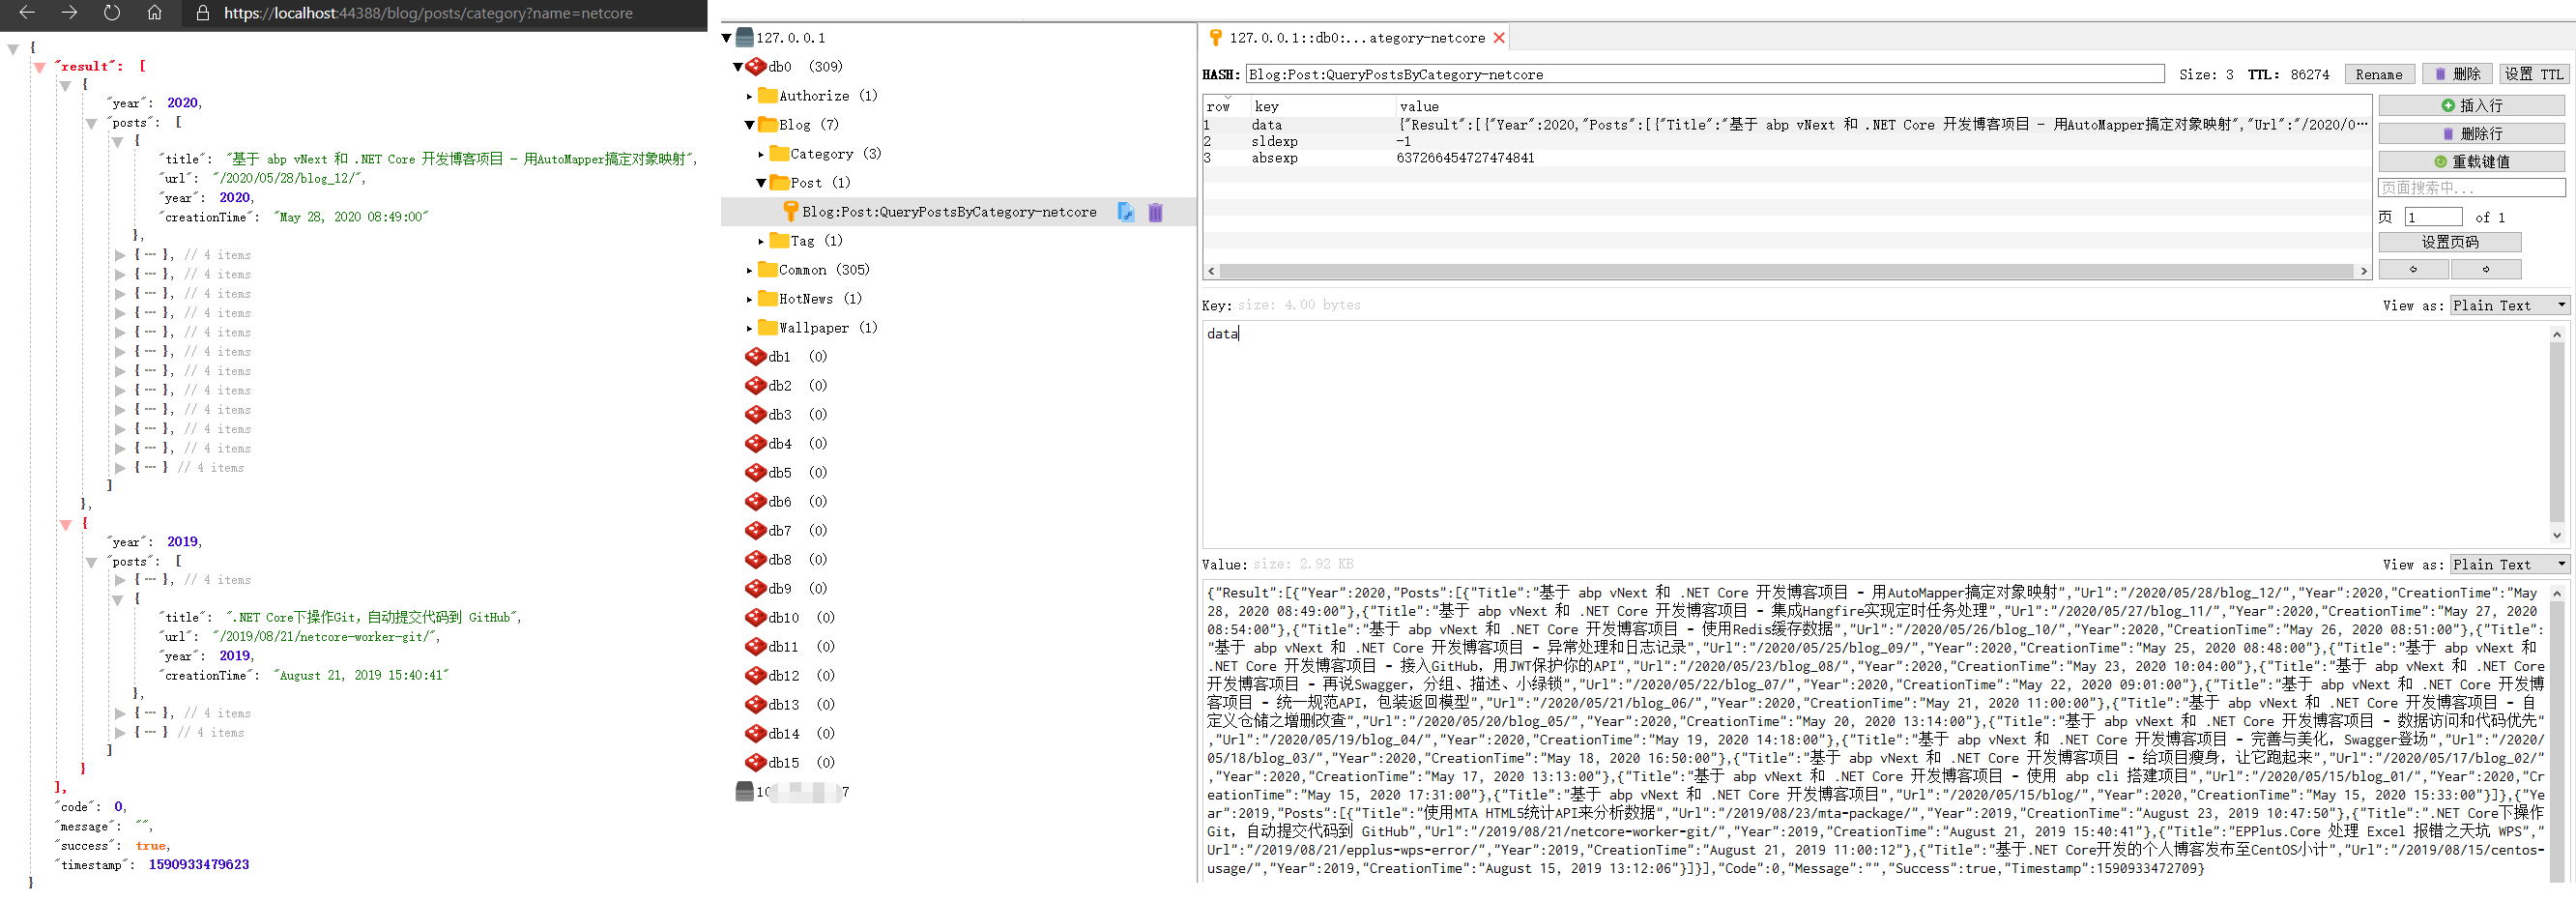 https://localhost:44388/blog/posts/category?name=netcore
{
"result": [
{
"year": 2020,
"posts": [
{
"title": "基于 abp vNext 和 .NET Core 开发博客项目 - 用AutoMapper搞定对象映射",
"url": "/2020/05/28/blog_12/",
"year": 2020,
"creationTime": "May 28, 2020 08:49:00"
},
{ ... }, // 4 items
{ ... }, // 4 items
{ ... }, // 4 items
{ ... }, // 4 items
{ ... }, // 4 items
{ ... }, // 4 items
{ ... }, // 4 items
{ ... }, // 4 items
{ ... }, // 4 items
{ ... }, // 4 items
{ ... }, // 4 items
{ ... } // 4 items
]
},
{
"year": 2019,
"posts": [
{ ... }, // 4 items
{
"title": ".NET Core下操作Git，自动提交代码到 GitHub",
"url": "/2019/08/21/netcore-worker-git/",
"year": 2019,
"creationTime": "August 21, 2019 15:40:41"
},
{ ... }, // 4 items
{ ... } // 4 items
]
}
],
"code": 0,
"message": "",
"success": true,
"timestamp": 1590933479623
}
127.0.0.1
db0 (309)
Authorize (1)
Blog (7)
Category (3)
Post (1)
Blog:Post:QueryPostsByCategory-netcore
Tag (1)
Common (305)
HotNews (1)
Wallpaper (1)
db1 (0)
db2 (0)
db3 (0)
db4 (0)
db5 (0)
db6 (0)
db7 (0)
db8 (0)
db9 (0)
db10 (0)
db11 (0)
db12 (0)
db13 (0)
db14 (0)
db15 (0)
10 7
127.0.0.1::db0:...ategory-netcore
HASH: Blog:Post:QueryPostsByCategory-netcore Size: 3 TTL: 86274 Rename 删除 设置 TTL
row key value
1 data {"Result":[{"Year":2020,"Posts":[{"Title":"基于 abp vNext 和 .NET Core 开发博客项目 - 用AutoMapper搞定对象映射","Url":"/2020/0...
2 sldexp -1
3 absexp 637266454727474841
插入行
删除行
重载键值
页面搜索中...
页 1 of 1
设置页码
Key: size: 4.00 bytes View as: Plain Text
data
Value: size: 2.92 KB View as: Plain Text
{"Result":[{"Year":2020,"Posts":[{"Title":"基于 abp vNext 和 .NET Core 开发博客项目 - 用AutoMapper搞定对象映射","Url":"/2020/05/28/blog_12/","Year":2020,"CreationTime":"May
28, 2020 08:49:00"},{"Title":"基于 abp vNext 和 .NET Core 开发博客项目 - 集成Hangfire实现定时任务处理","Url":"/2020/05/27/blog_11/","Year":2020,"CreationTime":"May 27, 2020
08:54:00"},{"Title":"基于 abp vNext 和 .NET Core 开发博客项目 - 使用Redis缓存数据","Url":"/2020/05/26/blog_10/","Year":2020,"CreationTime":"May 26, 2020 08:51:00"},{"Title":
"基于 abp vNext 和 .NET Core 开发博客项目 - 异常处理和日志记录","Url":"/2020/05/25/blog_09/","Year":2020,"CreationTime":"May 25, 2020 08:48:00"},{"Title":"基于 abp vNext 和
.NET Core 开发博客项目 - 接入GitHub，用JWT保护你的API","Url":"/2020/05/23/blog_08/","Year":2020,"CreationTime":"May 23, 2020 10:04:00"},{"Title":"基于 abp vNext 和 .NET Core
开发博客项目 - 再说Swagger，分组、描述、小绿锁","Url":"/2020/05/22/blog_07/","Year":2020,"CreationTime":"May 22, 2020 09:01:00"},{"Title":"基于 abp vNext 和 .NET Core 开发博
客项目 - 统一规范API，包装返回模型","Url":"/2020/05/21/blog_06/","Year":2020,"CreationTime":"May 21, 2020 11:00:00"},{"Title":"基于 abp vNext 和 .NET Core 开发博客项目 - 自
定义仓储之增删改查","Url":"/2020/05/20/blog_05/","Year":2020,"CreationTime":"May 20, 2020 13:14:00"},{"Title":"基于 abp vNext 和 .NET Core 开发博客项目 - 数据访问和代码优先"
,"Url":"/2020/05/19/blog_04/","Year":2020,"CreationTime":"May 19, 2020 14:18:00"},{"Title":"基于 abp vNext 和 .NET Core 开发博客项目 - 完善与美化，Swagger登场","Url":"/2020/
05/18/blog_03/","Year":2020,"CreationTime":"May 18, 2020 16:50:00"},{"Title":"基于 abp vNext 和 .NET Core 开发博客项目 - 给项目瘦身，让它跑起来","Url":"/2020/05/17/blog_02/"
,"Year":2020,"CreationTime":"May 17, 2020 13:13:00"},{"Title":"基于 abp vNext 和 .NET Core 开发博客项目 - 使用 abp cli 搭建项目","Url":"/2020/05/15/blog_01/","Year":2020,"Cr
eationTime":"May 15, 2020 17:31:00"},{"Title":"基于 abp vNext 和 .NET Core 开发博客项目","Url":"/2020/05/15/blog/","Year":2020,"CreationTime":"May 15, 2020 15:33:00"}]},{"Ye
ar":2019,"Posts":[{"Title":"使用MTA HTML5统计API来分析数据","Url":"/2019/08/23/mta-package/","Year":2019,"CreationTime":"August 23, 2019 10:47:50"},{"Title":".NET Core下操作
Git，自动提交代码到 GitHub","Url":"/2019/08/21/netcore-worker-git/","Year":2019,"CreationTime":"August 21, 2019 15:40:41"},{"Title":"EPPlus.Core 处理 Excel 报错之天坑 WPS","
Url":"/2019/08/21/epplus-wps-error/","Year":2019,"CreationTime":"August 21, 2019 11:00:12"},{"Title":"基于.NET Core开发的个人博客发布至CentOS小计","Url":"/2019/08/15/centos-
usage/","Year":2019,"CreationTime":"August 15, 2019 13:12:06"}]}],"Code":0,"Message":"","Success":true,"Timestamp":1590933472709}